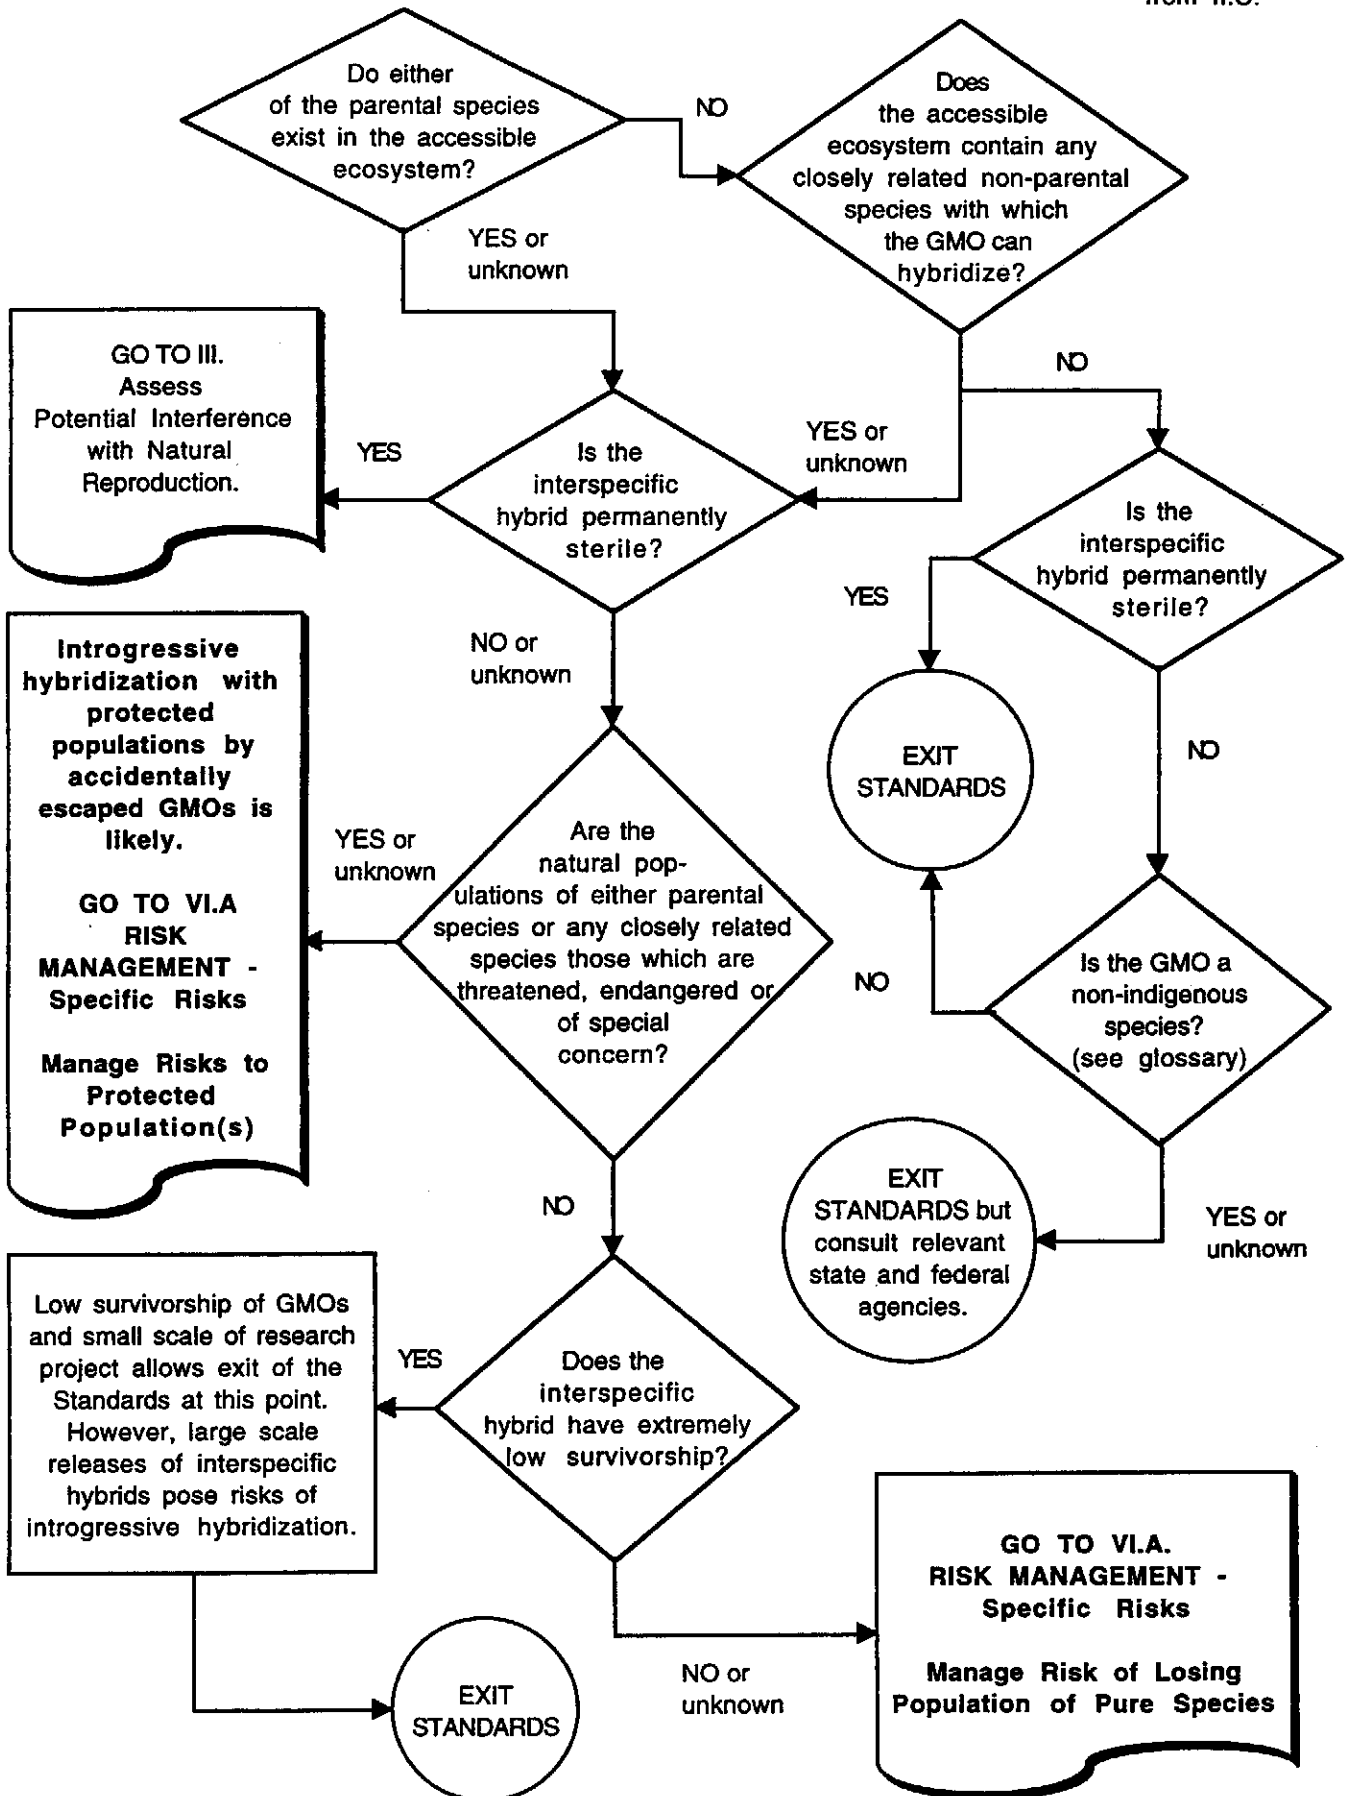 from II.C.
Do either
of the parental species
exist in the accessible
ecosystem?
NO
Does
the accessible
ecosystem contain any
closely related non-parental
species with which
the GMO can
hybridize?
YES or
unknown
GO TO III.
Assess
Potential Interference
with Natural
Reproduction.
YES
Is the
interspecific
hybrid permanently
sterile?
YES or
unknown
NO
Is the
interspecific
hybrid permanently
sterile?
YES
EXIT
STANDARDS
NO
NO or
unknown
Introgressive
hybridization with
protected
populations by
accidentally
escaped GMOs is
likely.
GO TO VI.A
RISK
MANAGEMENT -
Specific Risks
Manage Risks to
Protected
Population(s)
YES or
unknown
Are the
natural pop-
ulations of either parental
species or any closely related
species those which are
threatened, endangered or
of special
concern?
NO
Is the GMO a
non-indigenous
species?
(see glossary)
EXIT
STANDARDS but
consult relevant
state and federal
agencies.
YES or
unknown
NO
Low survivorship of GMOs
and small scale of research
project allows exit of the
Standards at this point.
However, large scale
releases of interspecific
hybrids pose risks of
introgressive hybridization.
YES
Does the
interspecific
hybrid have extremely
low survivorship?
EXIT
STANDARDS
NO or
unknown
GO TO VI.A.
RISK MANAGEMENT -
Specific Risks
Manage Risk of Losing
Population of Pure Species